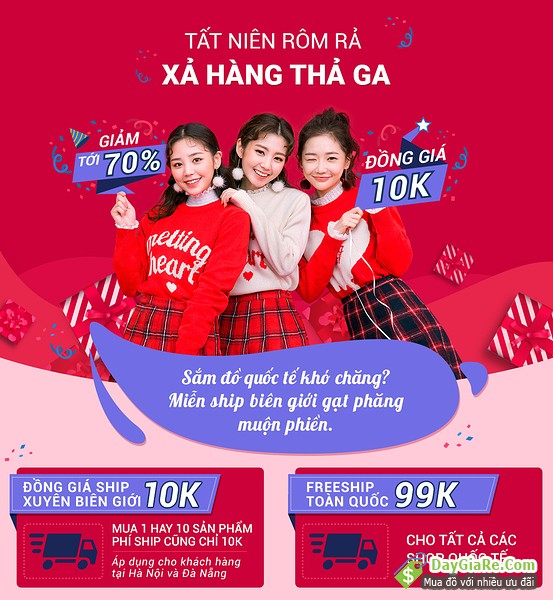 TẤT NIÊN RÔM RẢ
XẢ HÀNG THẢ GA
GIẢM
TỚI 70%
ĐỒNG GIÁ
10K
melting
heart
Sắm đồ quốc tế khó chăng?
Miễn ship biên giới gạt phăng
muộn phiền.
ĐỒNG GIÁ SHIP
XUYÊN BIÊN GIỚI 10K
MUA 1 HAY 10 SẢN PHẨM
PHÍ SHIP CŨNG CHỈ 10K
Áp dụng cho khách hàng
tại Hà Nội và Đà Nẵng
FREESHIP
TOÀN QUỐC 99K
CHO TẤT CẢ CÁC
SHOP QUỐC TẾ
DayGiaRe.Com
Mua đồ với nhiều ưu đãi